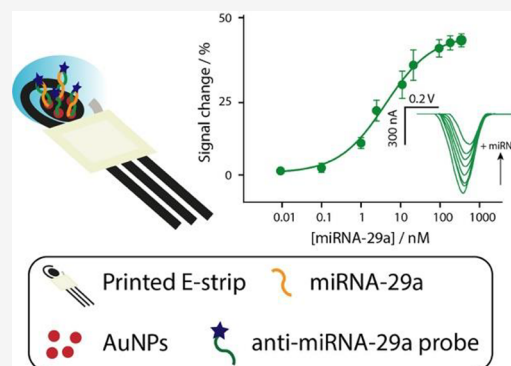 50
25
0
Signal change / %
0.01 0.1 1 10 100 1000
[miRNA-29a] / nM
0.2 V
300 nA
+ miRN
Printed E-strip miRNA-29a
AuNPs anti-miRNA-29a probe